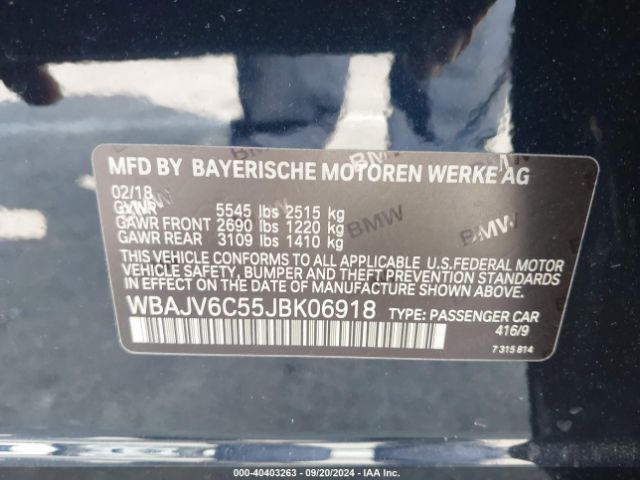 MFD BY BAYERISCHE MOTOREN WERKE AG
02/18
GVWR 5545 lbs 2515 kg
GAWR FRONT 2690 lbs 1220 kg
GAWR REAR 3109 lbs 1410 kg
THIS VEHICLE CONFORMS TO ALL APPLICABLE U.S.FEDERAL MOTOR
VEHICLE SAFETY, BUMPER AND THEFT PREVENTION STANDARDS
IN EFFECT ON THE DATE OF MANUFACTURE SHOWN ABOVE.
WBAJV6C55JBK06918 TYPE: PASSENGER CAR
416/9
7 315 814
000-40403263 - 09/20/2024 - IAA Inc.